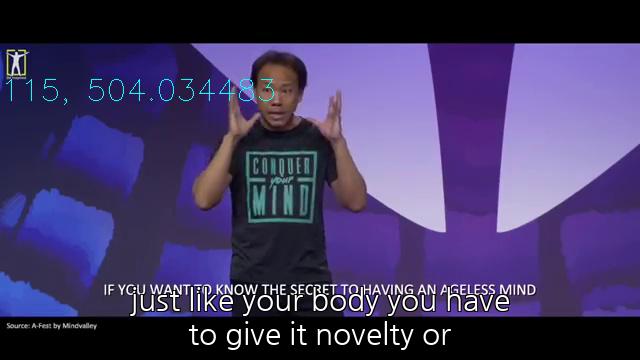 115, 504.034483
CONQUER
YOUR
MIND
IF YOU WANT TO KNOW THE SECRET TO HAVING AN AGELESS MIND
just like your body you have
to give it novelty or
Source: A-Fest by Mindvalley